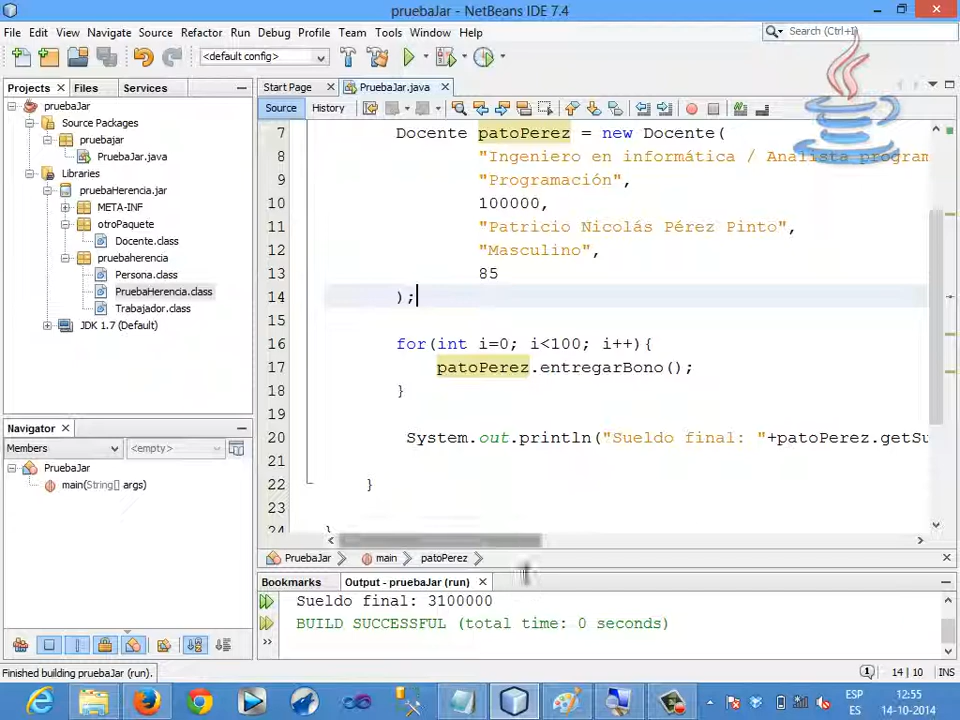 pruebaJar - NetBeans IDE 7.4
File Edit View Navigate Source Refactor Run Debug Profile Team Tools Window Help
Search (Ctrl+I)
<default config>
Projects Files Services
Start Page PruebaJar.java
Source History
pruebaJar
Source Packages
pruebajar
PruebaJar.java
Libraries
pruebaHerencia.jar
META-INF
otroPaquete
Docente.class
pruebaherencia
Persona.class
PruebaHerencia.class
Trabajador.class
JDK 1.7 (Default)
7 Docente patoPerez = new Docente(
8 "Ingeniero en informática / Analista program
9 "Programación",
10 100000,
11 "Patricio Nicolás Pérez Pinto",
12 "Masculino",
13 85
14 );
15
16 for(int i=0; i<100; i++){
17 patoPerez.entregarBono();
18 }
19
20 System.out.println("Sueldo final: "+patoPerez.getSu
21
22 }
23
24 }
Navigator
Members <empty>
PruebaJar
main(String[] args)
PruebaJar main patoPerez
Bookmarks Output - pruebaJar (run)
Sueldo final: 3100000
BUILD SUCCESSFUL (total time: 0 seconds)
Finished building pruebaJar (run).
1 14 | 10 INS
ESP 12:55
ES 14-10-2014